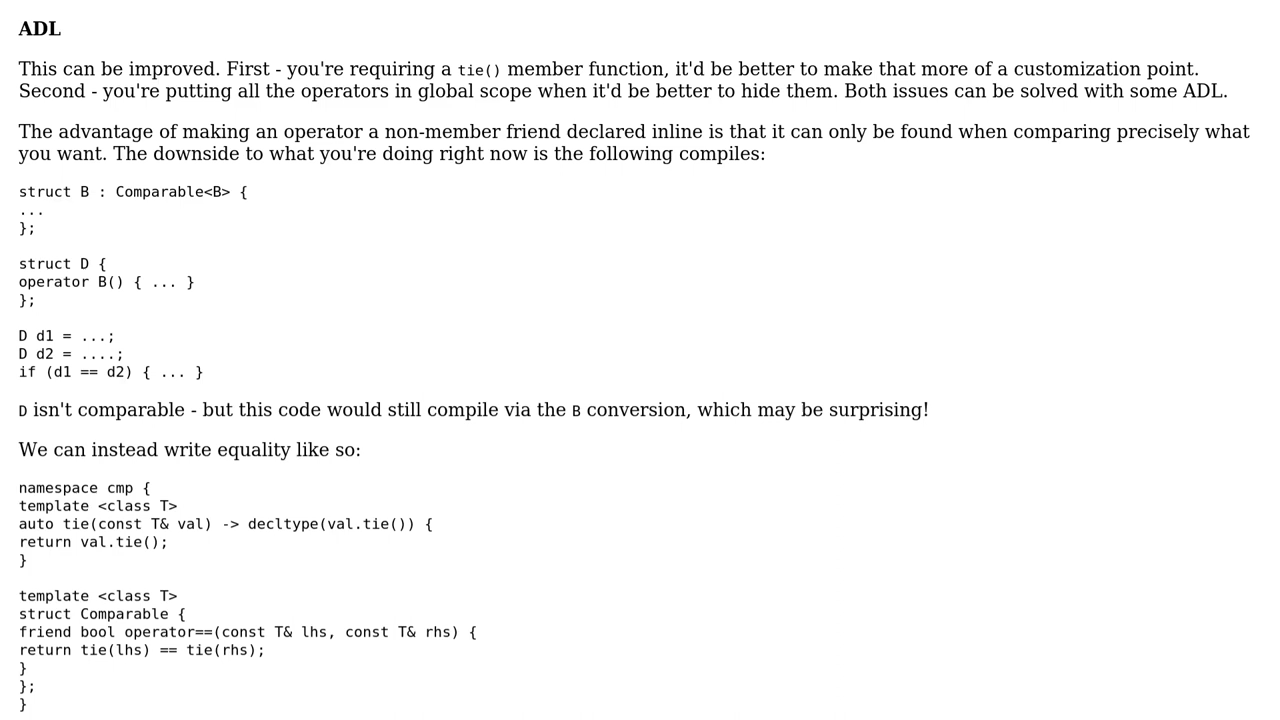 ADL
This can be improved. First - you're requiring a tie() member function, it'd be better to make that more of a customization point.
Second - you're putting all the operators in global scope when it'd be better to hide them. Both issues can be solved with some ADL.
The advantage of making an operator a non-member friend declared inline is that it can only be found when comparing precisely what
you want. The downside to what you're doing right now is the following compiles:
struct B : Comparable<B> {
...
};
struct D {
operator B() { ... }
};
D d1 = ...;
D d2 = ....;
if (d1 == d2) { ... }
D isn't comparable - but this code would still compile via the B conversion, which may be surprising!
We can instead write equality like so:
namespace cmp {
template <class T>
auto tie(const T& val) -> decltype(val.tie()) {
return val.tie();
}
template <class T>
struct Comparable {
friend bool operator==(const T& lhs, const T& rhs) {
return tie(lhs) == tie(rhs);
}
};
}